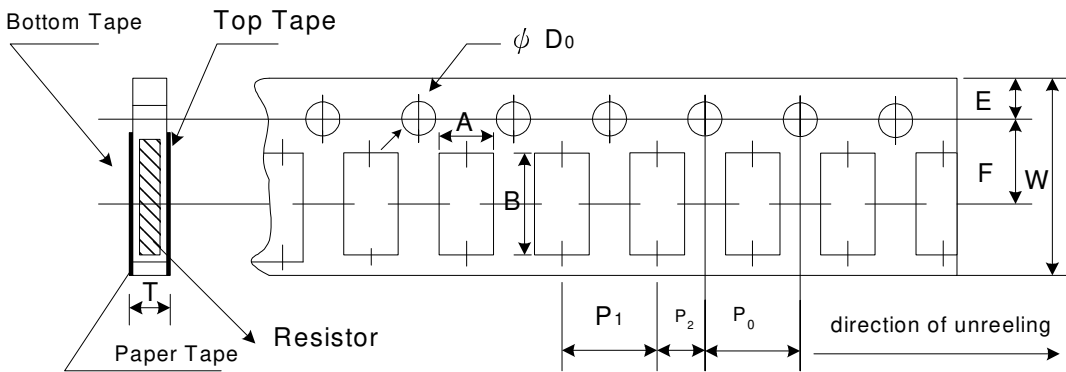 Bottom Tape
Top Tape
ϕ D0
E
A
F
W
B
T
P1
P2
P0
direction of unreeling
Resistor
Paper Tape